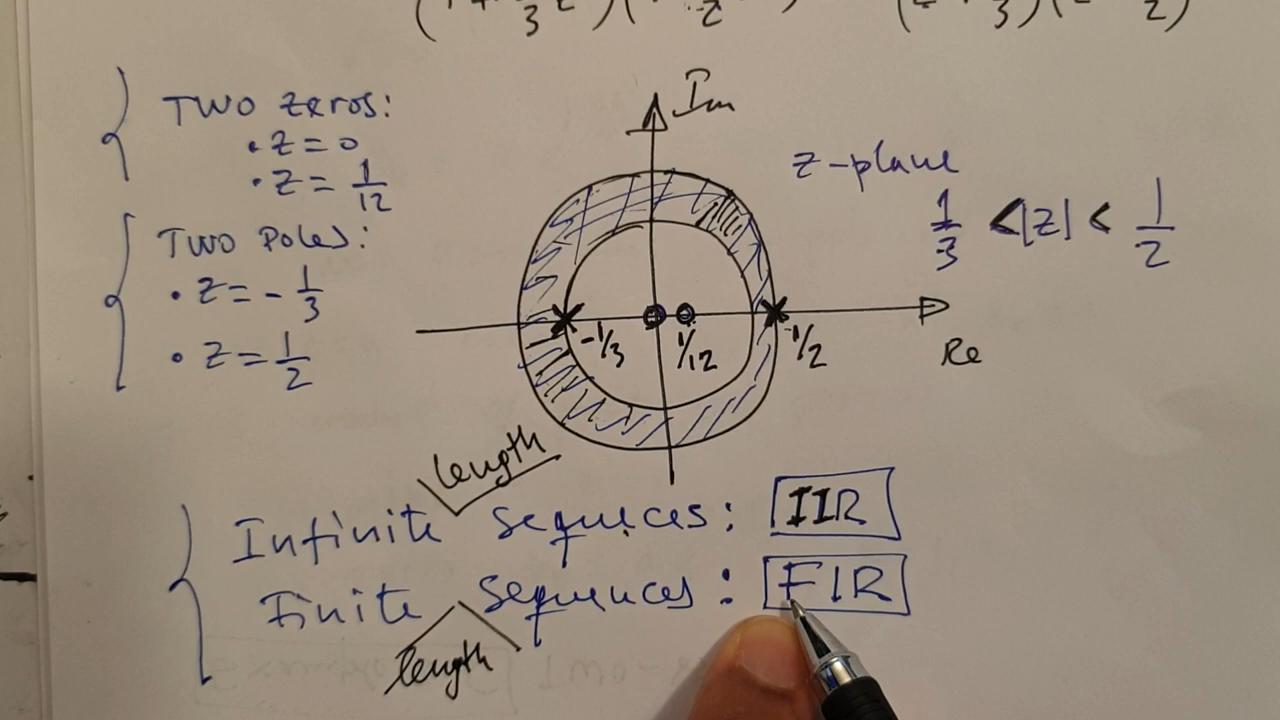 TWO zeros:
• z = 0
• z = 1/12
TWO Poles:
• z = - 1/3
• z = 1/2
Im
z-plane
1/3 < |z| < 1/2
-1/3
1/12
1/2
Re
length
Infinite sequeces: IIR
Finite sequences: FIR
length